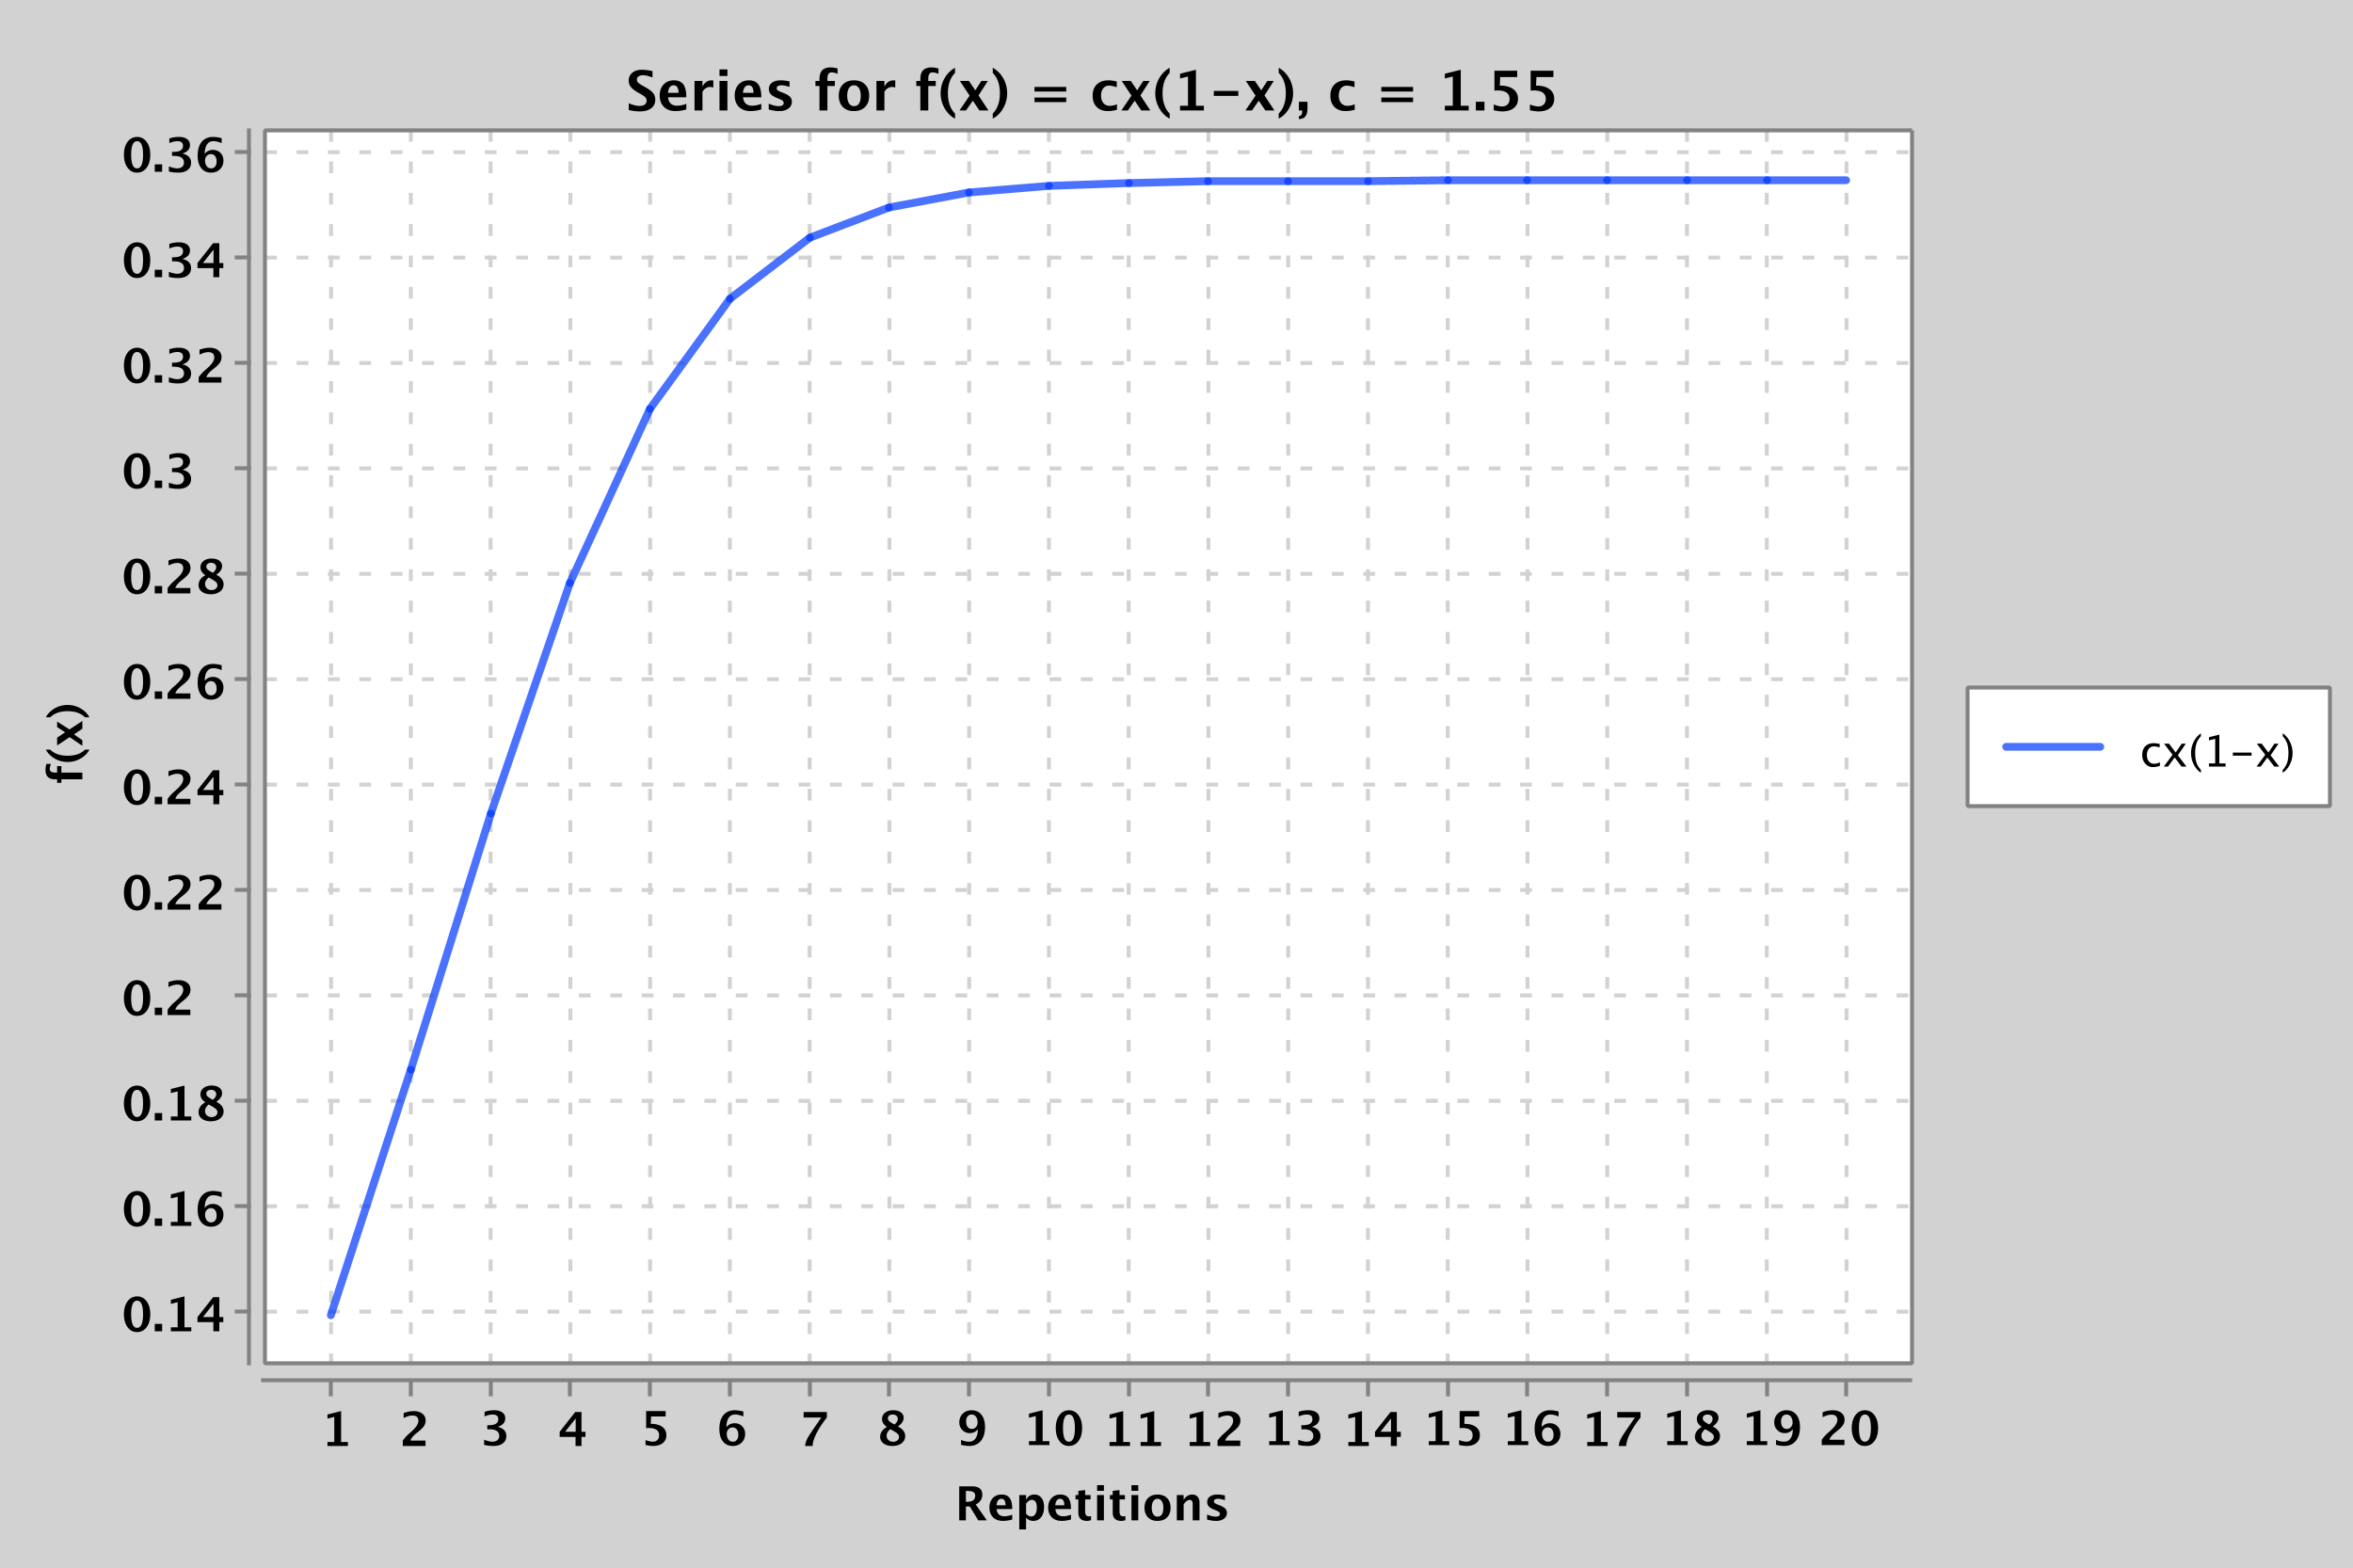 Series for f(x) = cx(1-x), c = 1.55
0.36
0.34
0.32
0.3
0.28
0.26
0.24
0.22
0.2
0.18
0.16
0.14
f(x)
cx(1-x)
1 2 3 4 5 6 7 8 9 10 11 12 13 14 15 16 17 18 19 20
Repetitions